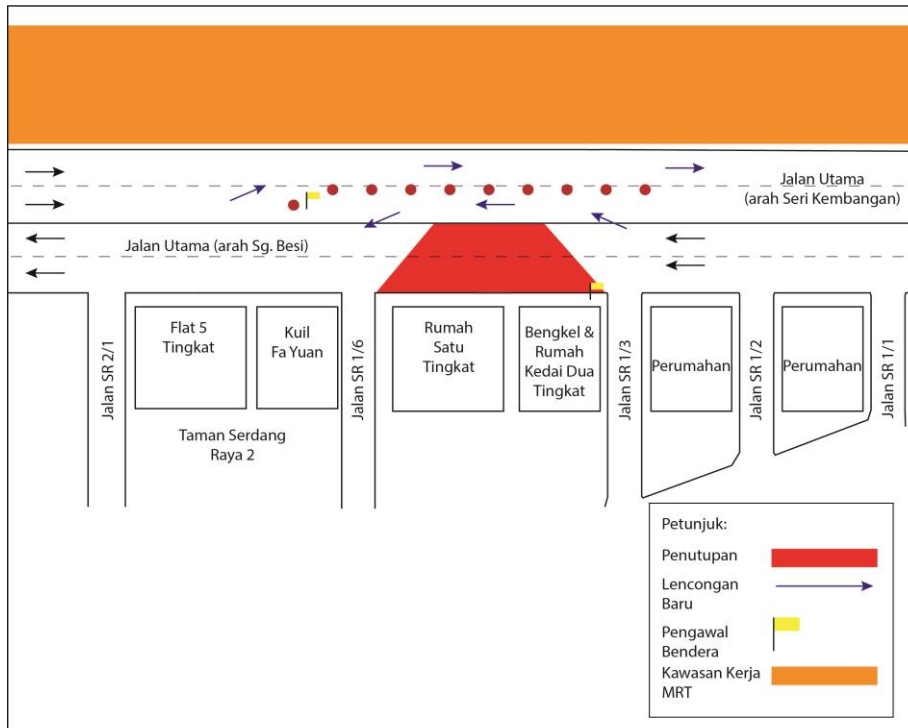 Jalan Utama
(arah Seri Kembangan)
Jalan Utama (arah Sg. Besi)
Jalan SR 2/1
Flat 5
Tingkat
Kuil
Fa Yuan
Jalan SR 1/6
Rumah
Satu
Tingkat
Bengkel &
Rumah
Kedai Dua
Tingkat
Jalan SR 1/3
Perumahan
Jalan SR 1/2
Perumahan
Jalan SR 1/1
Taman Serdang
Raya 2
Petunjuk:
Penutupan
Lencongan
Baru
Pengawal
Bendera
Kawasan Kerja
MRT